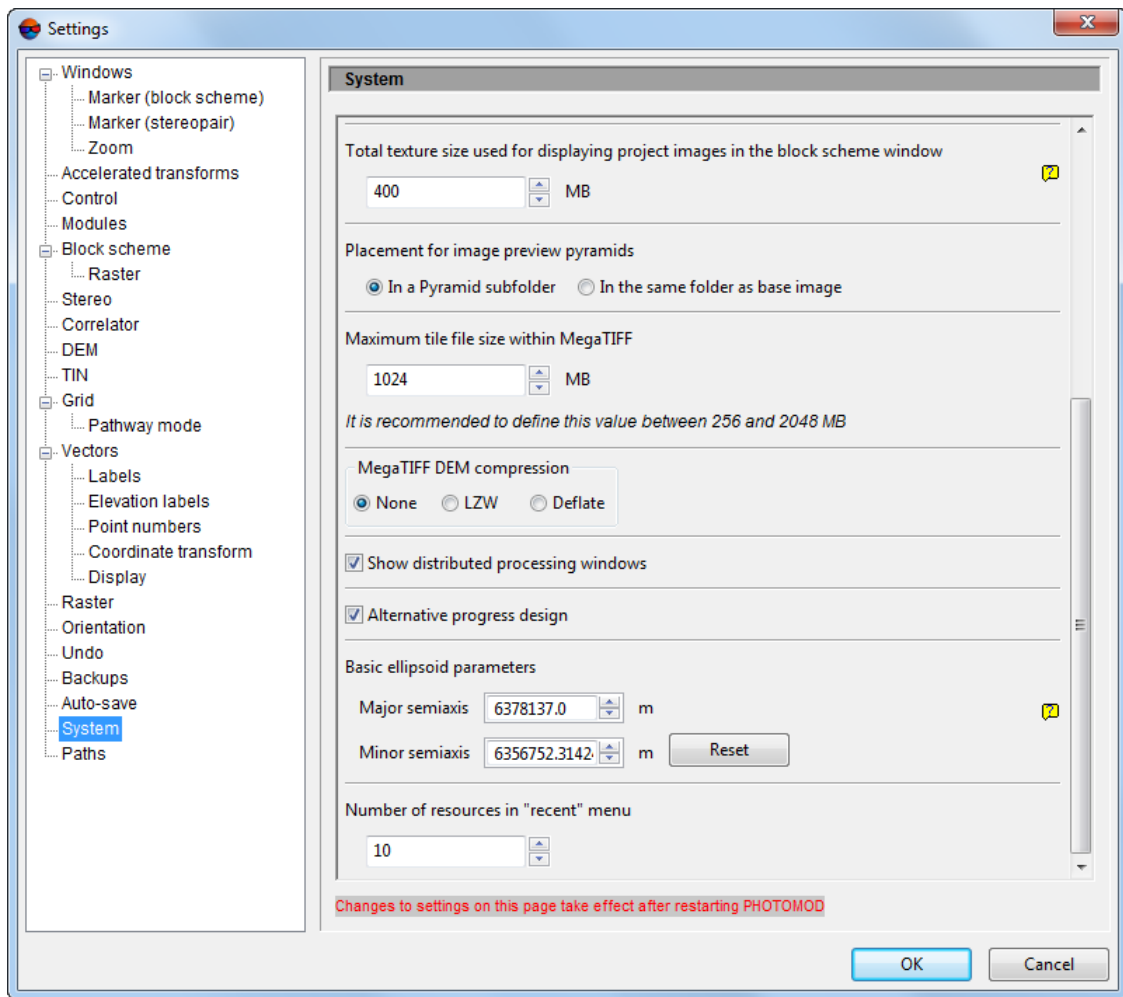 Settings
Windows
Marker (block scheme)
Marker (stereopair)
Zoom
Accelerated transforms
Control
Modules
Block scheme
Raster
Stereo
Correlator
DEM
TIN
Grid
Pathway mode
Vectors
Labels
Elevation labels
Point numbers
Coordinate transform
Display
Raster
Orientation
Undo
Backups
Auto-save
System
Paths
System
Total texture size used for displaying project images in the block scheme window
400 MB
Placement for image preview pyramids
In a Pyramid subfolder In the same folder as base image
Maximum tile file size within MegaTIFF
1024 MB
It is recommended to define this value between 256 and 2048 MB
MegaTIFF DEM compression
None LZW Deflate
Show distributed processing windows
Alternative progress design
Basic ellipsoid parameters
Major semiaxis 6378137.0 m
Minor semiaxis 6356752.3142 m Reset
Number of resources in "recent" menu
10
Changes to settings on this page take effect after restarting PHOTOMOD
OK Cancel